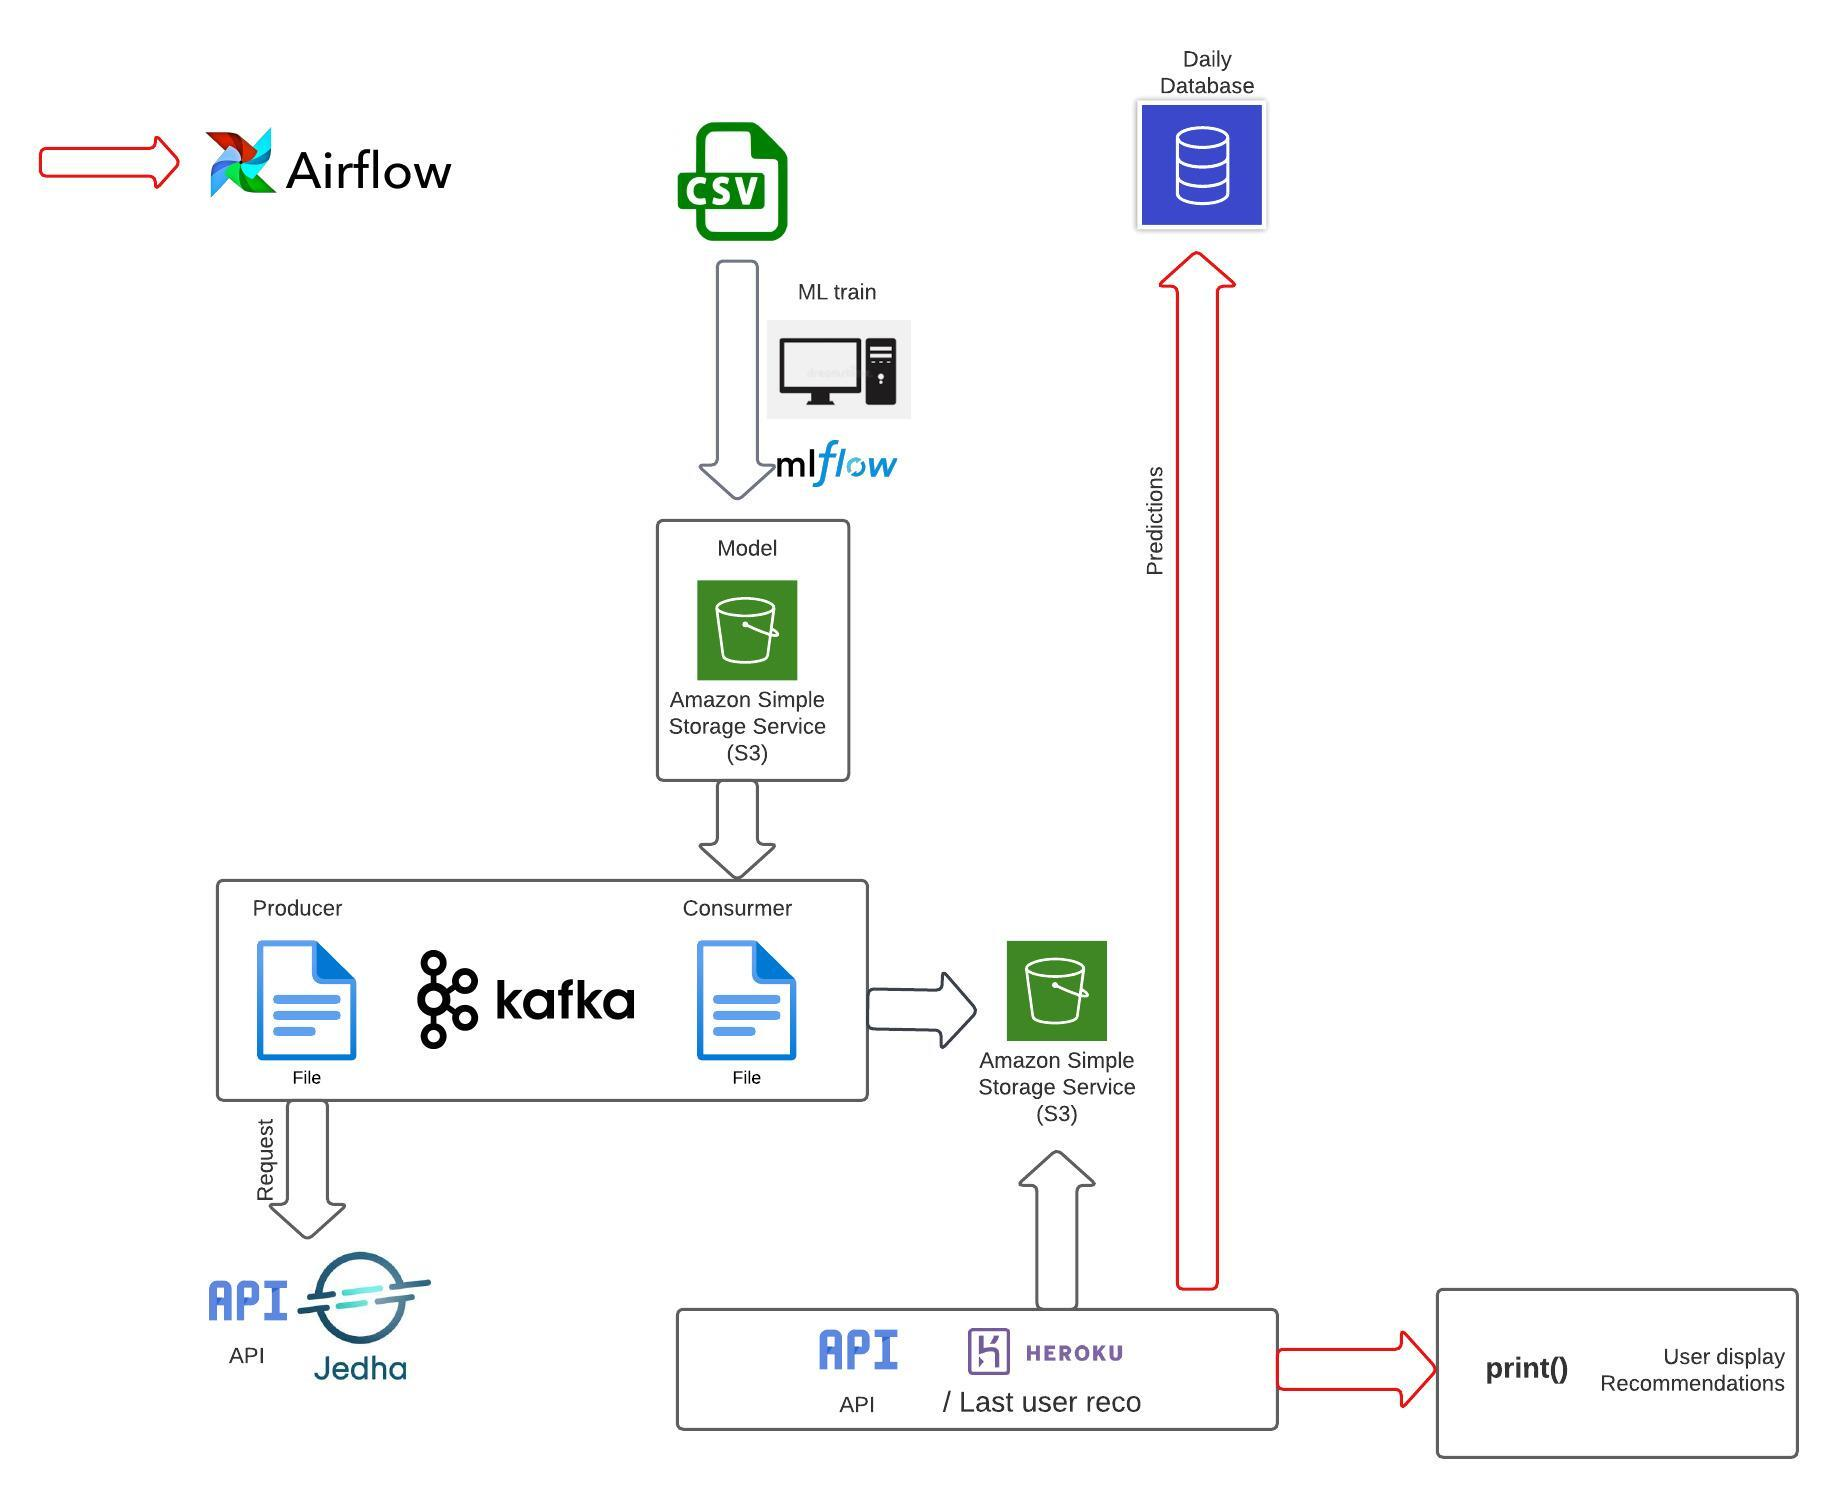 Daily
Database
Airflow
CSV
ML train
mlflow
Predictions
Model
Amazon Simple
Storage Service
(S3)
Producer
Consurmer
kafka
File
File
Amazon Simple
Storage Service
(S3)
Request
API
API
Jedha
API
HEROKU
API
/ Last user reco
print()
User display
Recommendations